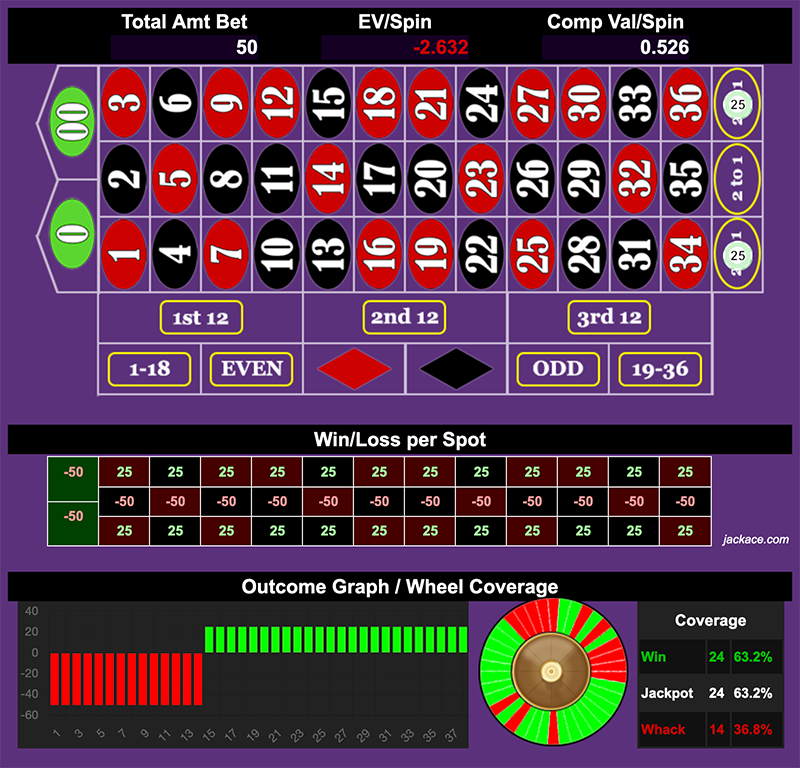 Total Amt Bet EV/Spin Comp Val/Spin
50 -2.632 0.526
00 3 6 9 12 15 18 21 24 27 30 33 36 25
2 5 8 11 14 17 20 23 26 29 32 35 2 to 1
0 1 4 7 10 13 16 19 22 25 28 31 34 25
1st 12 2nd 12 3rd 12
1-18 EVEN ODD 19-36
Win/Loss per Spot
-50 25 25 25 25 25 25 25 25 25 25 25 25
-50 -50 -50 -50 -50 -50 -50 -50 -50 -50 -50 -50
-50 25 25 25 25 25 25 25 25 25 25 25 25
jackace.com
Outcome Graph / Wheel Coverage
40
20
0
-20
-40
-60
1 3 5 7 9 11 13 15 17 19 21 23 25 27 29 31 33 35 37
Coverage
Win 24 63.2%
Jackpot 24 63.2%
Whack 14 36.8%